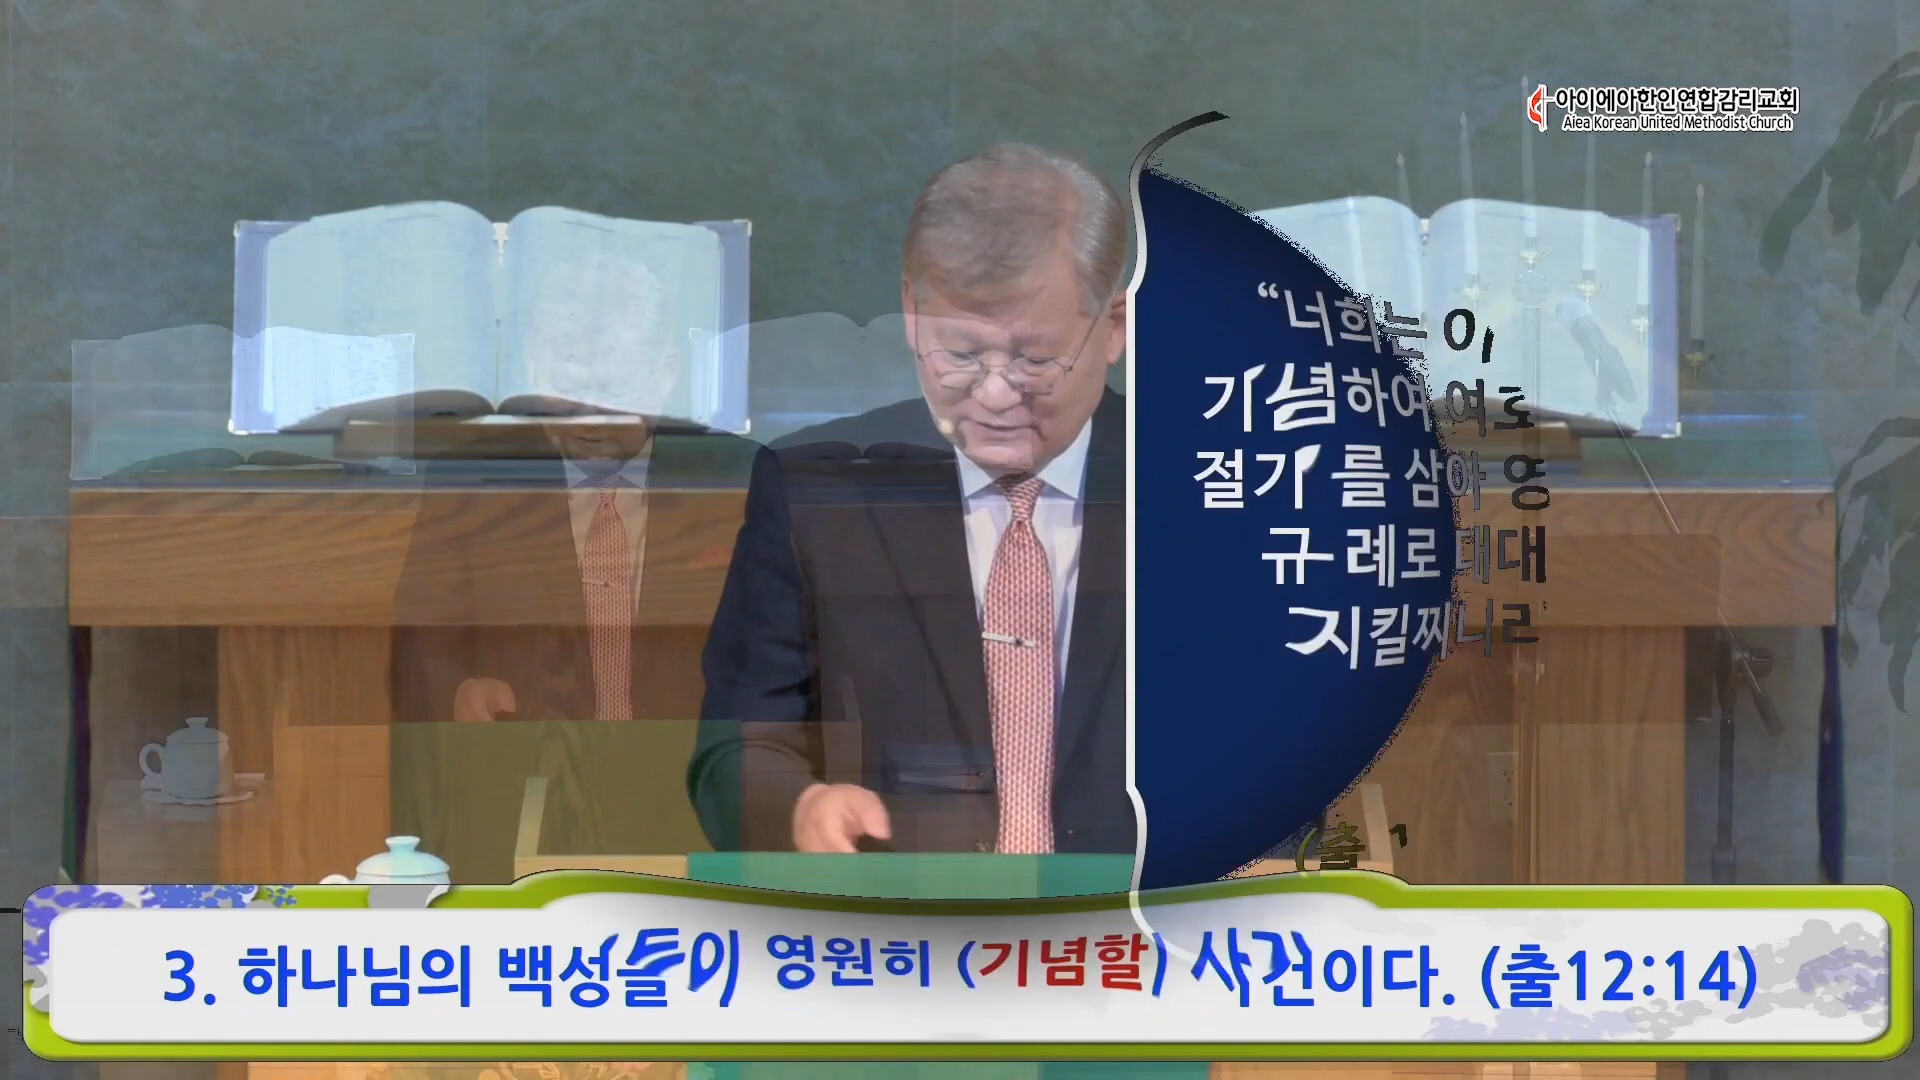 아이에아한인연합감리교회
Aiea Korean United Methodist Church
“너희는 이
기념하여 여
절기를 삼아 영
규례로 대대
지킬찌니라
(출 1
3. 하나님의 백성들이 영원히 (기념할) 사건이다. (출12:14)